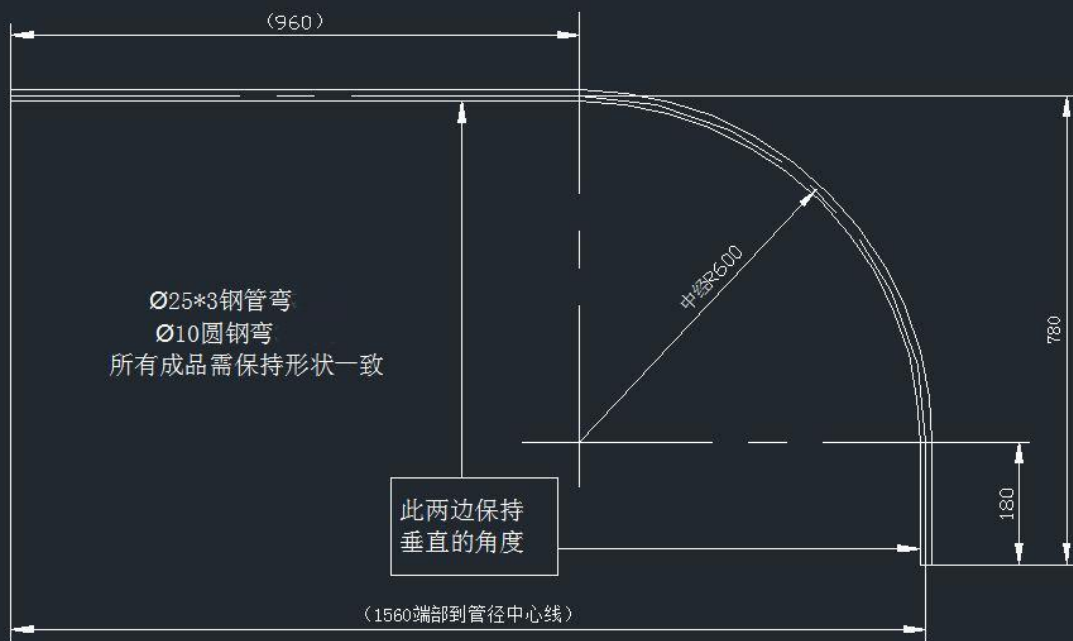 （960）
Ø25*3钢管弯
Ø10圆钢弯
所有成品需保持形状一致
中经R600
780
此两边保持
垂直的角度
180
（1560端部到管径中心线）